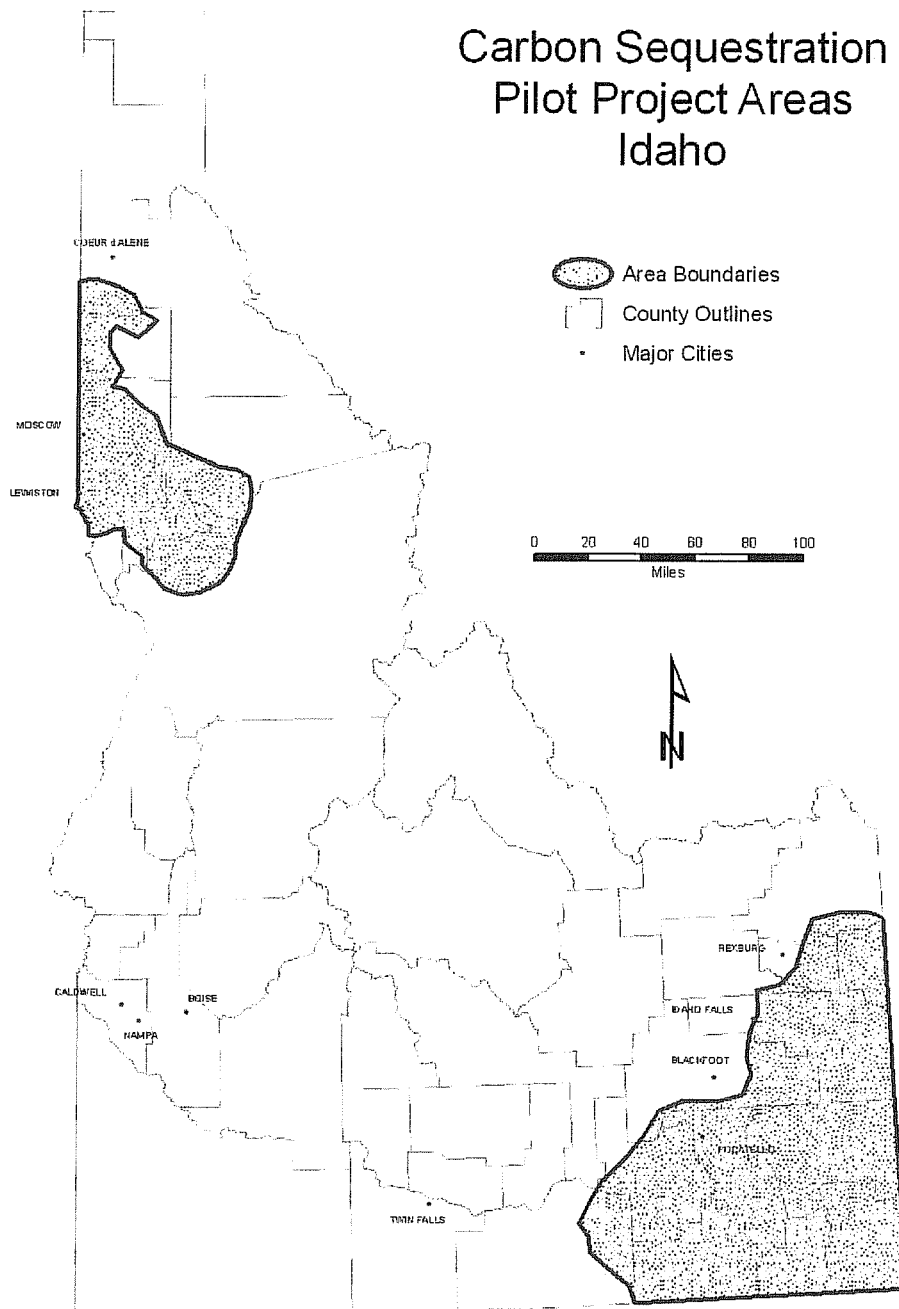 Carbon Sequestration
Pilot Project Areas
Idaho
COEUR d ALENE
Area Boundaries
County Outlines
Major Cities
MOSCOW
LEWISTON
0 20 40 60 80 100
Miles
N
REXBURG
CALDWELL
BOISE
IDAHO FALLS
NAMPA
BLACKFOOT
POCATELLO
TWIN FALLS